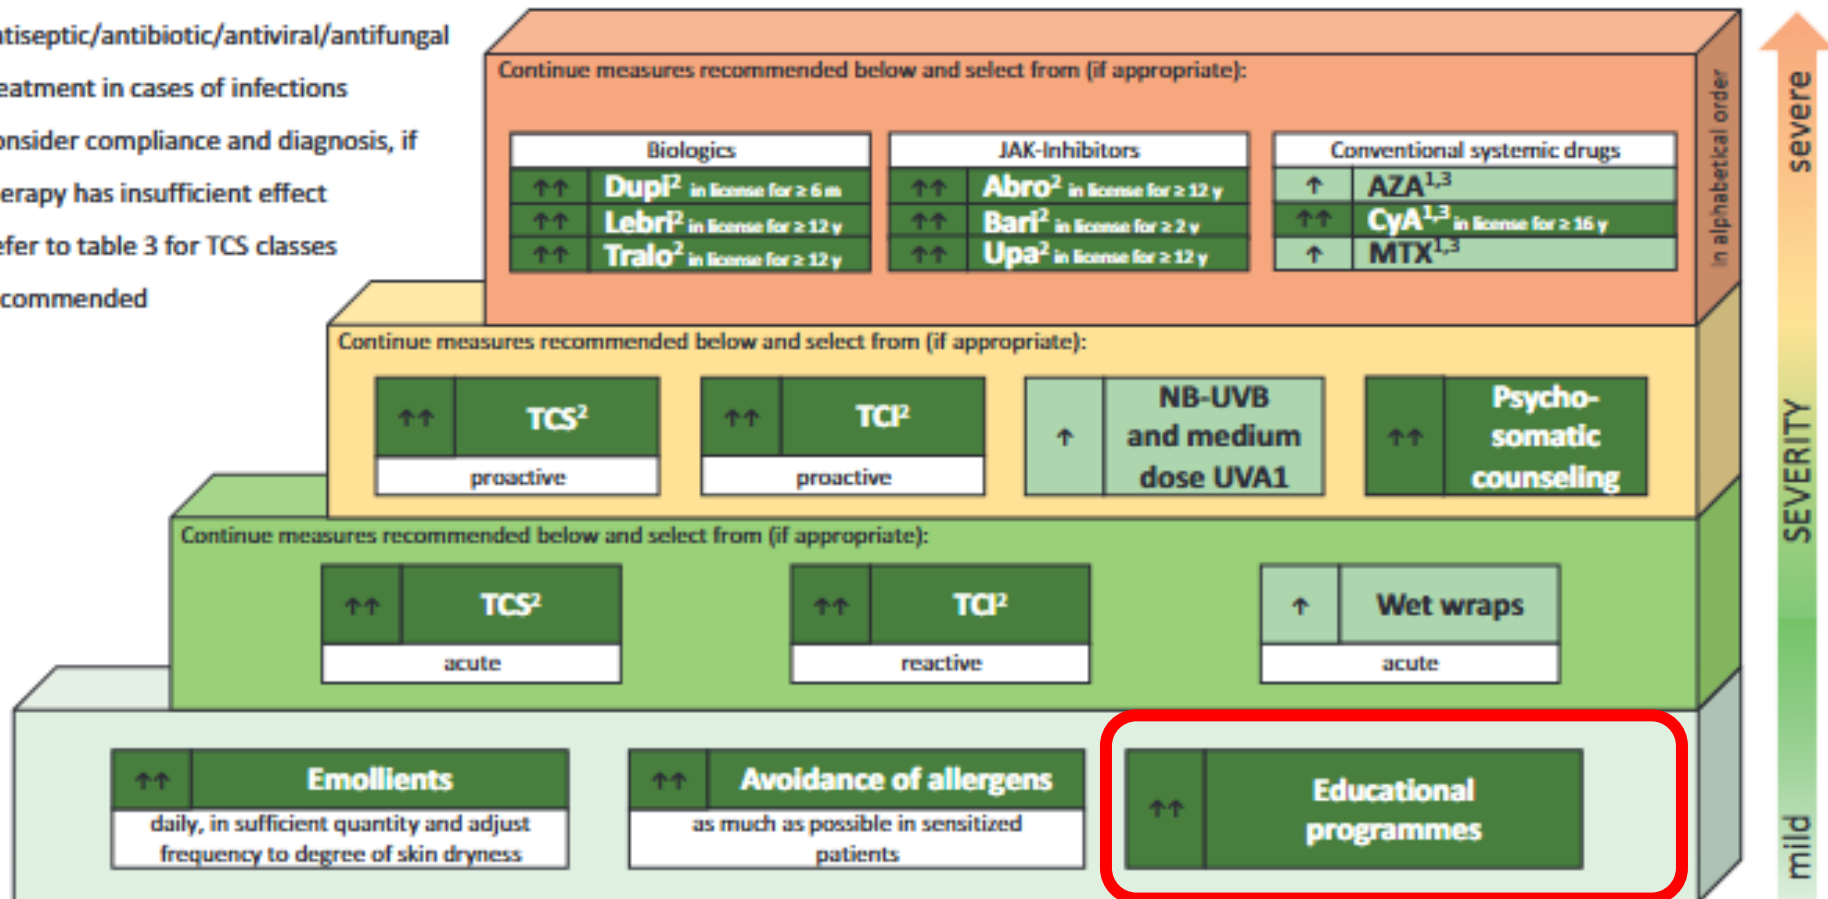 ntiseptic/antibiotic/antiviral/antifungal
eatment in cases of infections
onsider compliance and diagnosis, if
erapy has insufficient effect
efer to table 3 for TCS classes
commended
Continue measures recommended below and select from (if appropriate):
Biologics
↑↑ Dupi² in license for ≥ 6 m
↑↑ Lebri² in license for ≥ 12 y
↑↑ Tralo² in license for ≥ 12 y
JAK-Inhibitors
↑↑ Abro² in license for ≥ 12 y
↑↑ Bari² in license for ≥ 2 y
↑↑ Upa² in license for ≥ 12 y
Conventional systemic drugs
↑ AZA¹,³
↑↑ CyA¹,³ in license for ≥ 16 y
↑ MTX¹,³
in alphabetical order
Continue measures recommended below and select from (if appropriate):
↑↑ TCS²
proactive
↑↑ TCI²
proactive
↑ NB-UVB
and medium
dose UVA1
↑↑ Psycho-
somatic
counseling
Continue measures recommended below and select from (if appropriate):
↑↑ TCS²
acute
↑↑ TCI²
reactive
↑ Wet wraps
acute
↑↑ Emollients
daily, in sufficient quantity and adjust
frequency to degree of skin dryness
↑↑ Avoidance of allergens
as much as possible in sensitized
patients
↑↑ Educational
programmes
severe
SEVERITY
mild